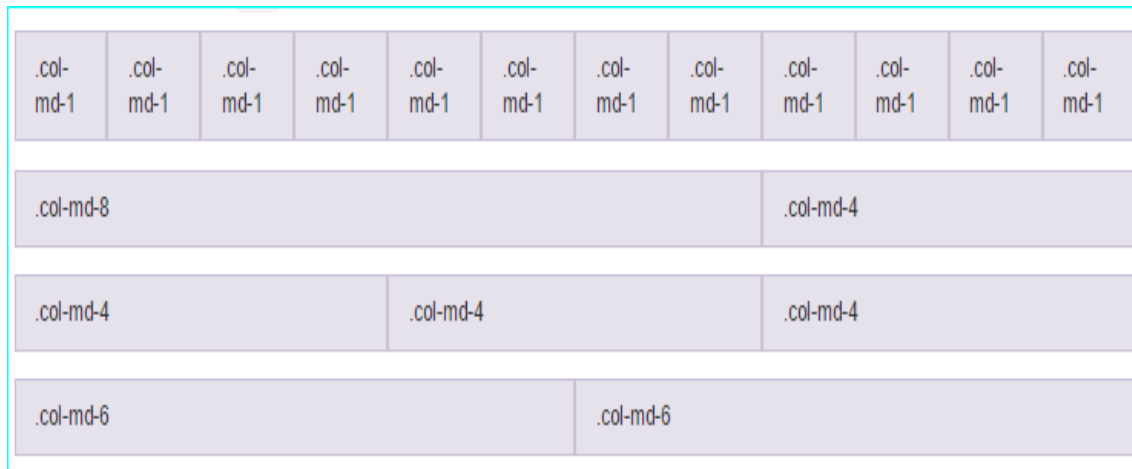 .col- .col- .col- .col- .col- .col- .col- .col- .col- .col- .col- .col-
md-1 md-1 md-1 md-1 md-1 md-1 md-1 md-1 md-1 md-1 md-1 md-1
.col-md-8 .col-md-4
.col-md-4 .col-md-4 .col-md-4
.col-md-6 .col-md-6